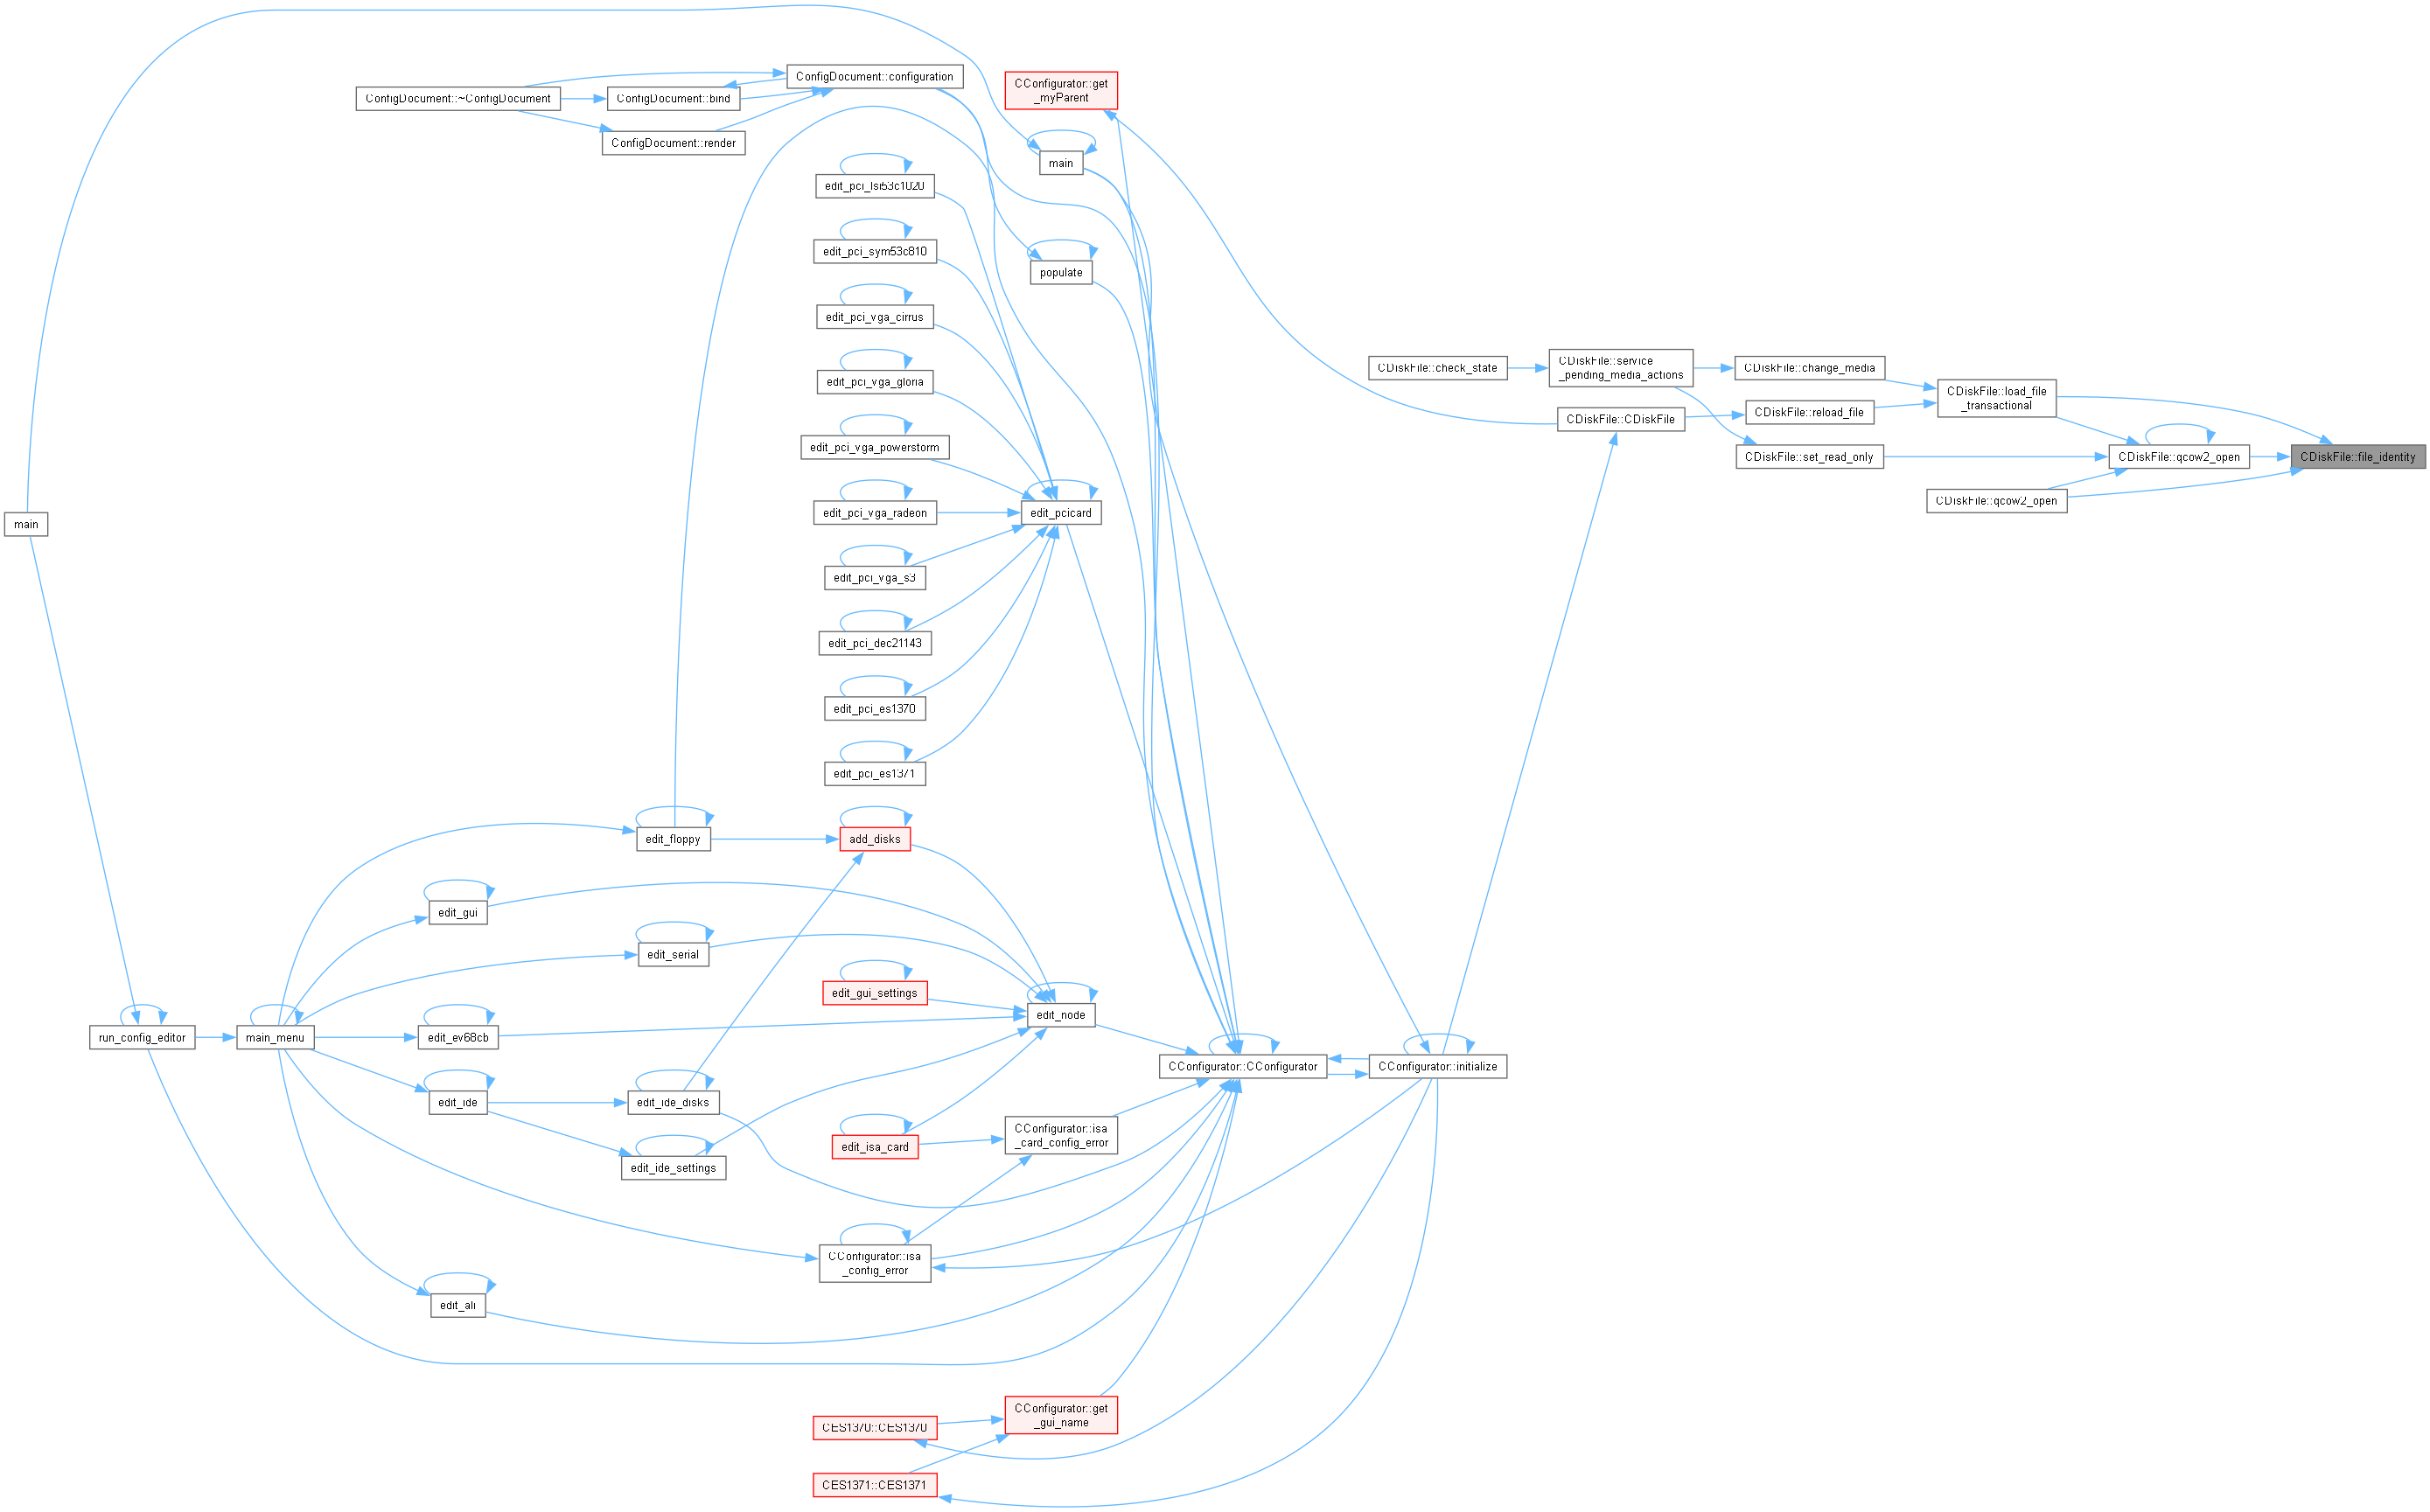 ConfigDocument::configuration
ConfigDocument::~ConfigDocument
ConfigDocument::bind
ConfigDocument::render
CConfigurator::get
_myParent
main
edit_pci_lsi53c1020
edit_pci_sym53c810
populate
edit_pci_vga_cirrus
edit_pci_vga_gloria
edit_pci_vga_powerstorm
edit_pci_vga_radeon
edit_pcicard
edit_pci_vga_s3
edit_pci_dec21143
edit_pci_es1370
edit_pci_es1371
CDiskFile::check_state
CDiskFile::service
_pending_media_actions
CDiskFile::change_media
CDiskFile::load_file
_transactional
CDiskFile::CDiskFile
CDiskFile::reload_file
CDiskFile::set_read_only
CDiskFile::qcow2_open
CDiskFile::file_identity
CDiskFile::qcow2_open
main
edit_floppy
add_disks
edit_gui
edit_serial
edit_gui_settings
edit_node
run_config_editor
main_menu
edit_ev68cb
CConfigurator::CConfigurator
CConfigurator::initialize
edit_ide
edit_ide_disks
CConfigurator::isa
_card_config_error
edit_isa_card
edit_ide_settings
CConfigurator::isa
_config_error
edit_ali
CConfigurator::get
_gui_name
CES1370::CES1370
CES1371::CES1371